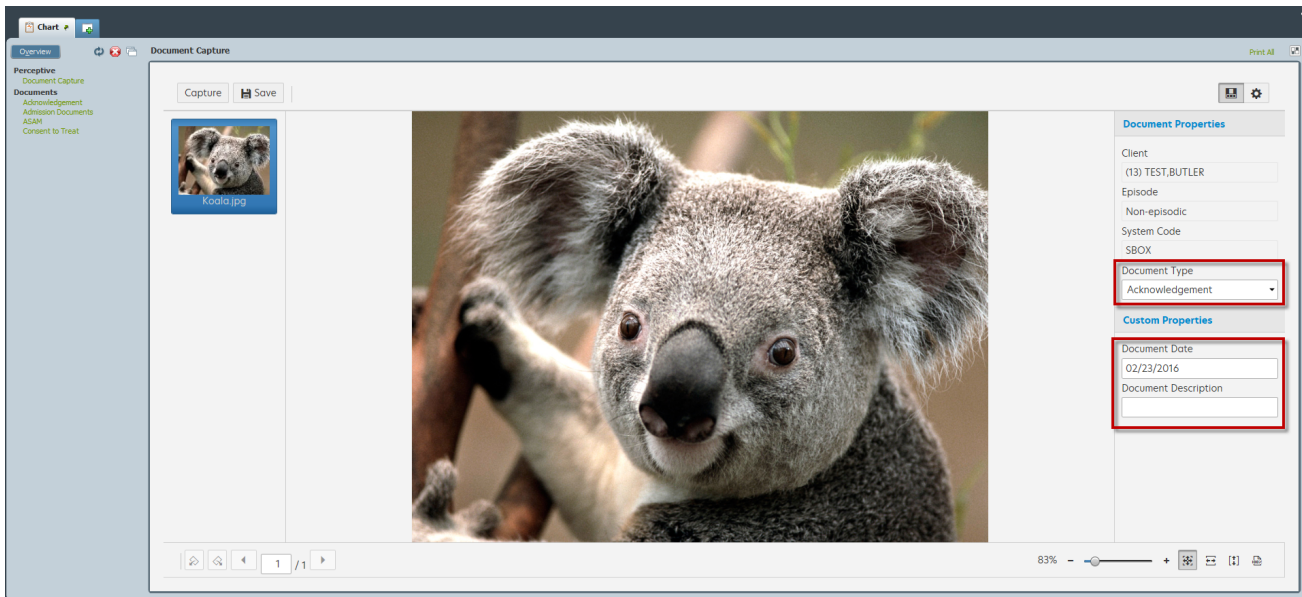 Chart
Overview
Document Capture
Print All
Perceptive
Document Capture
Documents
Acknowledgement
Admission Documents
ASAM
Consent to Treat
Capture
Save
Koala.jpg
Document Properties
Client
(13) TEST,BUTLER
Episode
Non-episodic
System Code
SBOX
Document Type
Acknowledgement
Custom Properties
Document Date
02/23/2016
Document Description
1 / 1
83% - +